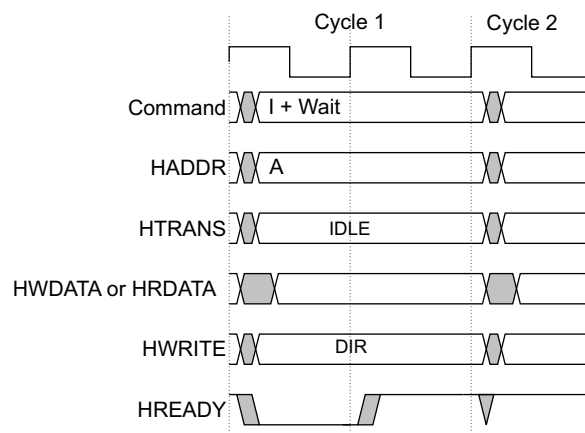 Cycle 1 Cycle 2
Command I + Wait
HADDR A
HTRANS IDLE
HWDATA or HRDATA
HWRITE DIR
HREADY